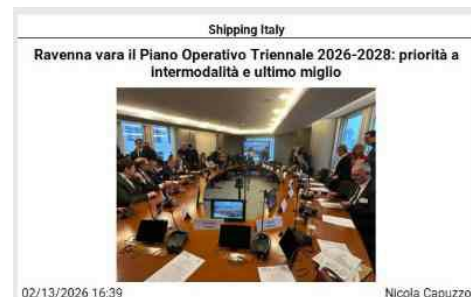 Shipping Italy
Ravenna vara il Piano Operativo Triennale 2026-2028: priorità a
intermodalità e ultimo miglio
02/13/2026 16:39
Nicola Capuzzo